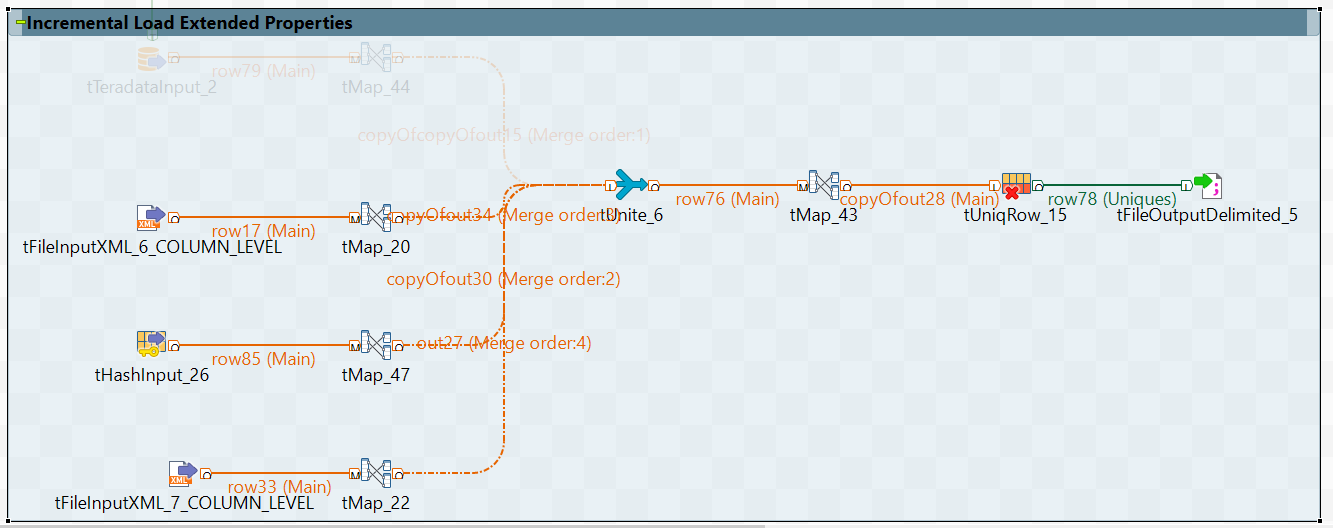 Incremental Load Extended Properties
row79 (Main)
tTeradataInput_2
tMap_44
copyOfcopyOfout15 (Merge order:1)
row17 (Main)
tFileInputXML_6_COLUMN_LEVEL
tMap_20
copyOfout34 (Merge order:3)
tUnite_6
row76 (Main)
tMap_43
copyOfout28 (Main)
tUniqRow_15
row78 (Uniques)
tFileOutputDelimited_5
copyOfout30 (Merge order:2)
row85 (Main)
tHashInput_26
tMap_47
out27 (Merge order:4)
row33 (Main)
tFileInputXML_7_COLUMN_LEVEL
tMap_22